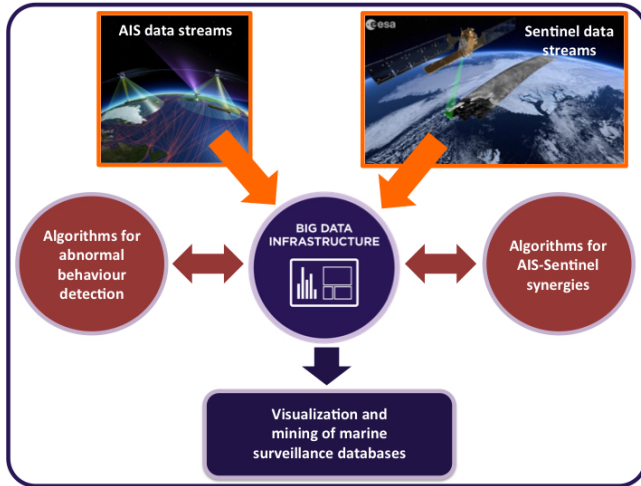 AIS data streams
esa
Sentinel data
streams
BIG DATA
INFRASTRUCTURE
Algorithms for
abnormal
behaviour
detection
Algorithms for
AIS-Sentinel
synergies
Visualization and
mining of marine
surveillance databases